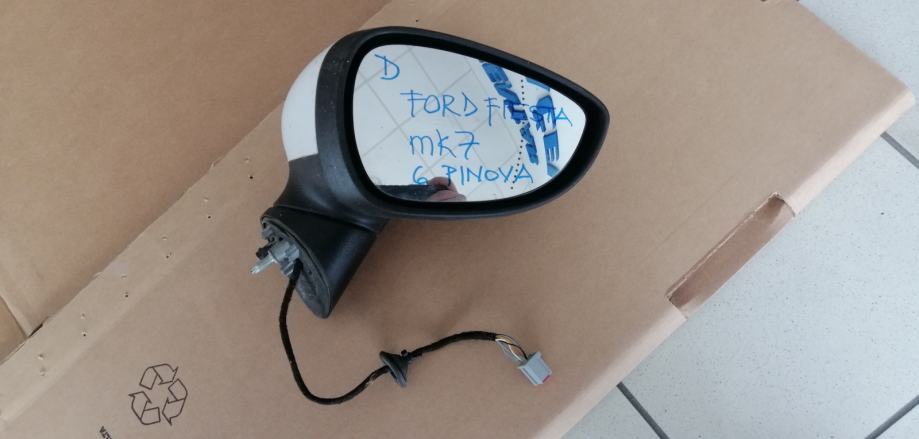 D
FORD FIESTA
mk7
6 PINOVA